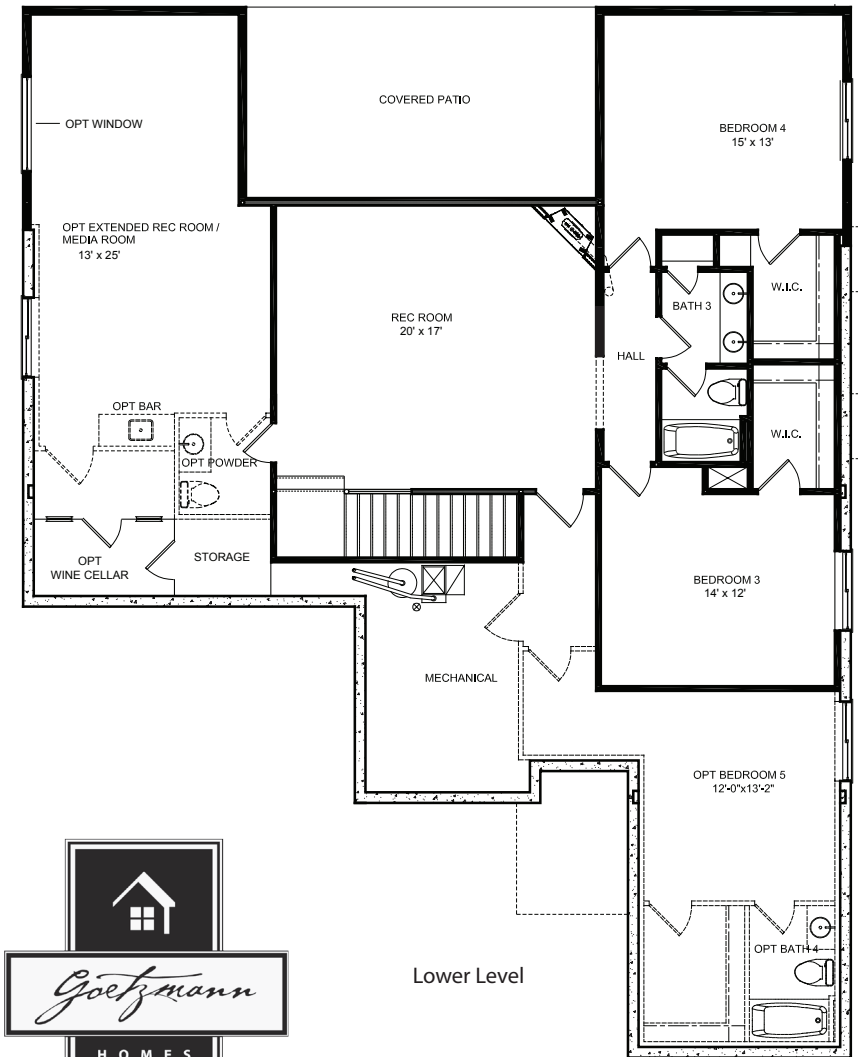 COVERED PATIO
OPT WINDOW
BEDROOM 4
15' x 13'
OPT EXTENDED REC ROOM /
MEDIA ROOM
13' x 25'
W.I.C.
BATH 3
REC ROOM
20' x 17'
HALL
OPT BAR
W.I.C.
OPT POWDER
OPT
WINE CELLAR
STORAGE
BEDROOM 3
14' x 12'
MECHANICAL
OPT BEDROOM 5
12'-0"x13'-2"
OPT BATH 4
Lower Level
Goetzmann
HOMES